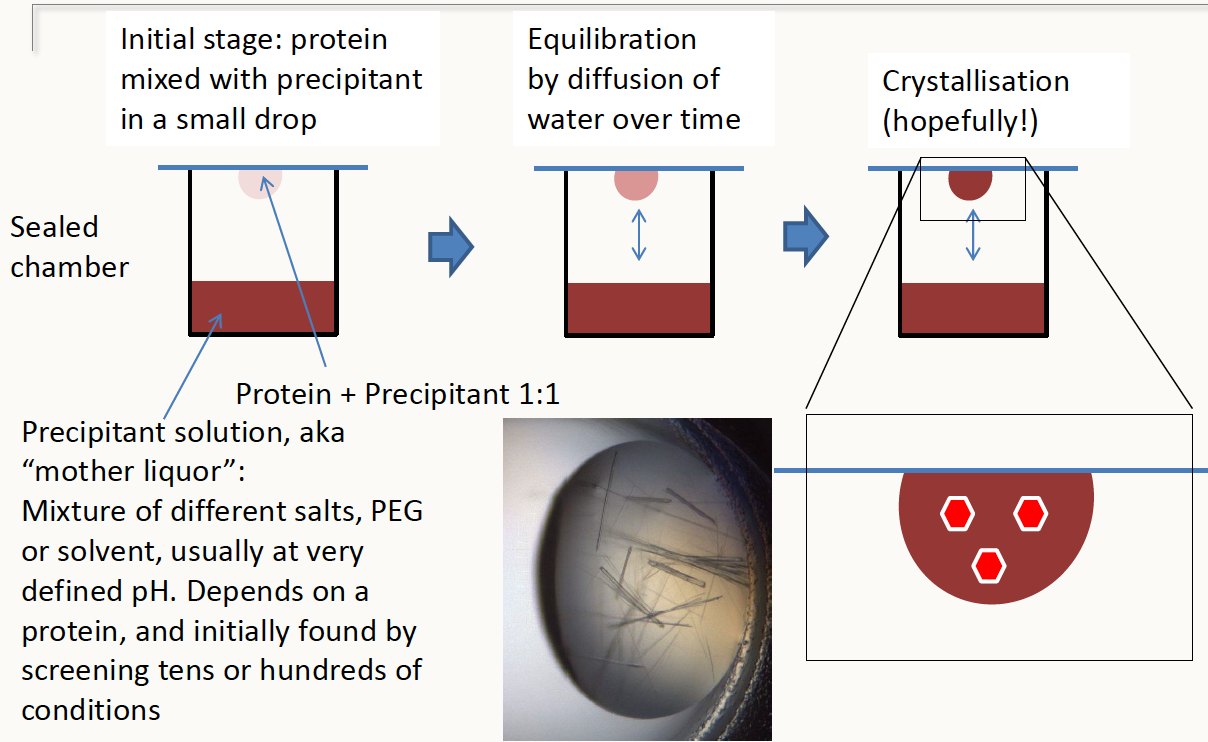 Initial stage: protein
mixed with precipitant
in a small drop
Equilibration
by diffusion of
water over time
Crystallisation
(hopefully!)
Sealed
chamber
Protein + Precipitant 1:1
Precipitant solution, aka
“mother liquor”:
Mixture of different salts, PEG
or solvent, usually at very
defined pH. Depends on a
protein, and initially found by
screening tens or hundreds of
conditions